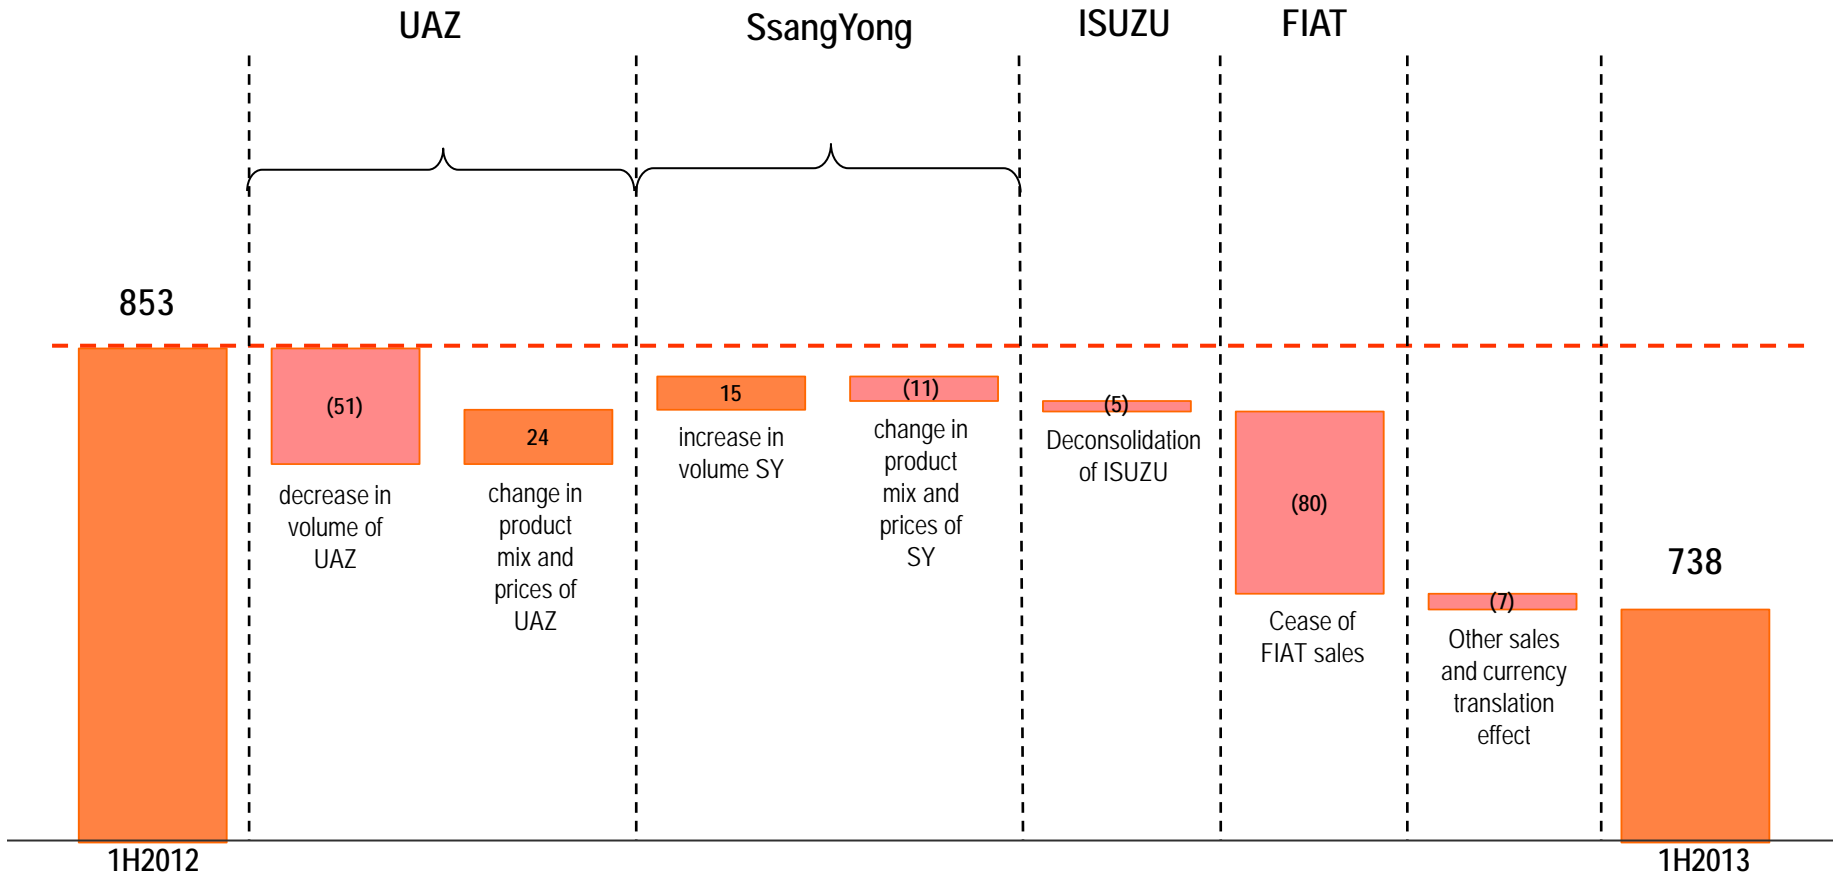 UAZ
SsangYong
ISUZU
FIAT
853
(51)
decrease in
volume of
UAZ
24
change in
product
mix and
prices of
UAZ
15
increase in
volume SY
(11)
change in
product
mix and
prices of
SY
(5)
Deconsolidation
of ISUZU
(80)
Cease of
FIAT sales
(7)
Other sales
and currency
translation
effect
738
1H2012
1H2013